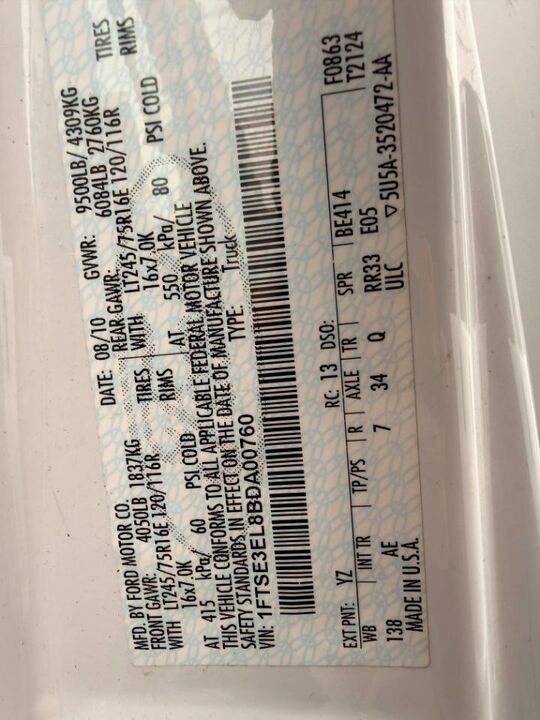 MFD. BY FORD MOTOR CO. DATE: 08/10 GVWR: 9500LB/ 4309KG
FRONT GAWR: 4050LB 1837KG REAR GAWR: 6084LB 2760KG
WITH LT245/75R16E 120/116R TIRES WITH LT245/75R16E 120/116R TIRES
16x7.0K RIMS 16x7.0K RIMS
AT 415 kPa/ 60 PSI COLD AT 550 kPa/ 80 PSI COLD
THIS VEHICLE CONFORMS TO ALL APPLICABLE FEDERAL MOTOR VEHICLE
SAFETY STANDARDS IN EFFECT ON THE DATE OF MANUFACTURE SHOWN ABOVE.
VIN: 1FTSE3EL8BDA00760 TYPE: Truck
F0863
T2124
EXT PNT: YZ RC: 13 DSO: BE414
WB INT TR TP/PS R AXLE TR SPR E05
138 AE 7 34 Q RR33
MADE IN U.S.A. ULC ▽5U5A-3520472-AA